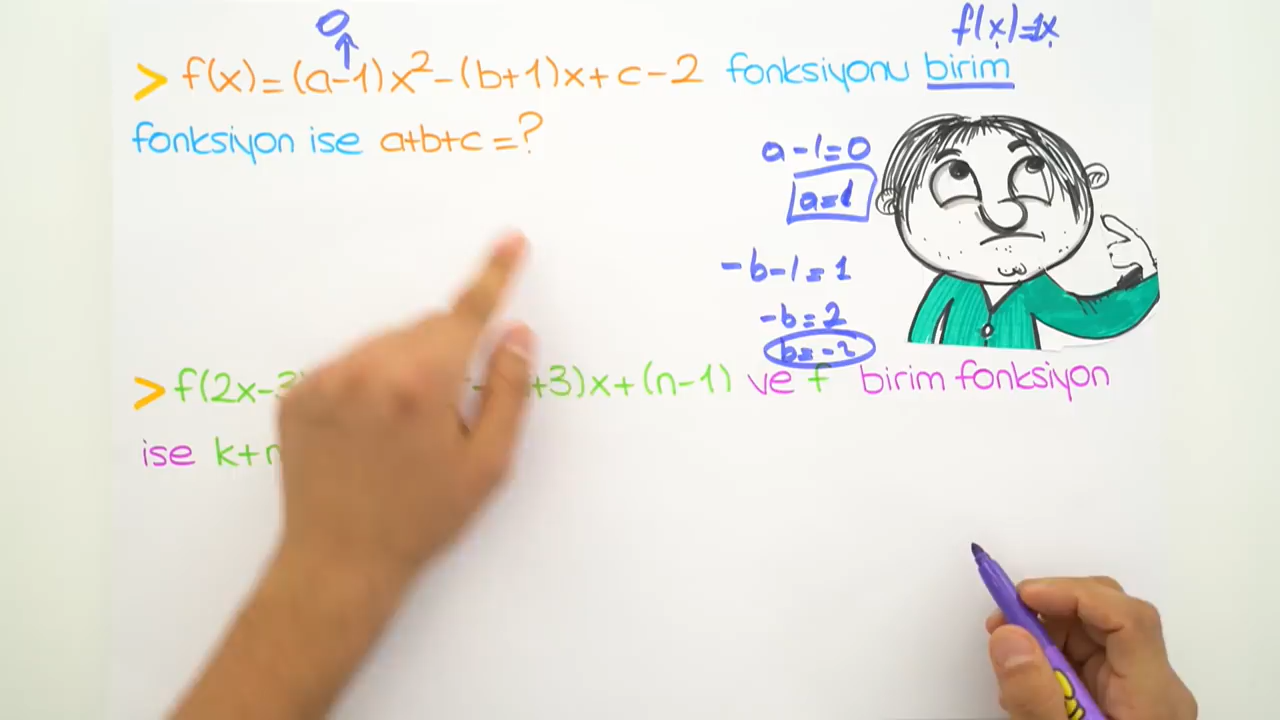 0
f(x)=1x
> f(x)=(a-1)x²-(b+1)x+c-2 fonksiyonu birim
fonksiyon ise a+b+c=?
a-1=0
a=1
-b-1=1
-b=2
b=-2
> f(2x-3 +3)x+(n-1) ve f birim fonksiyon
ise k+n